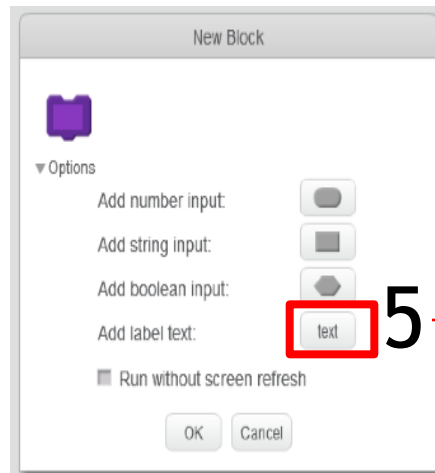 New Block
▼ Options
Add number input:
Add string input:
Add boolean input:
Add label text: text 5
Run without screen refresh
OK Cancel